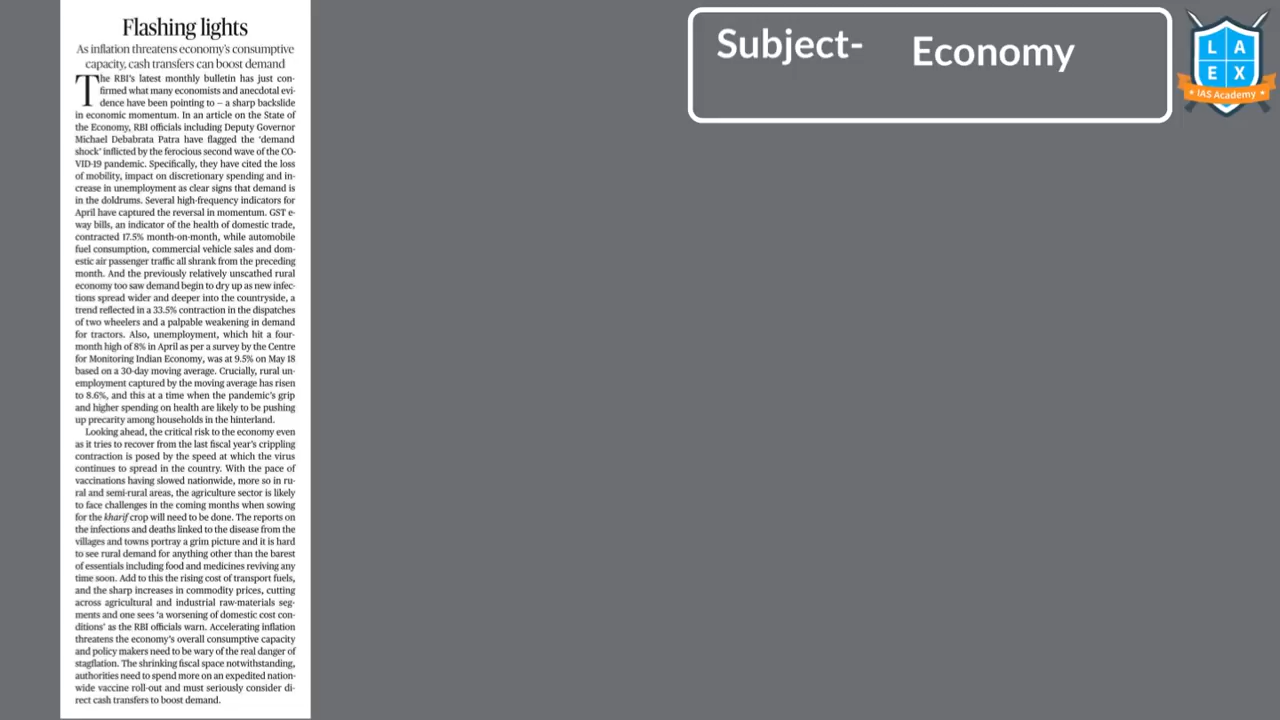 Flashing lights
As inflation threatens economy's consumptive
capacity, cash transfers can boost demand
The RBI's latest monthly bulletin has just con-
firmed what many economists and anecdotal evi-
dence have been pointing to – a sharp backslide
in economic momentum. In an article on the State of
the Economy, RBI officials including Deputy Governor
Michael Debabrata Patra have flagged the 'demand
shock' inflicted by the ferocious second wave of the CO-
VID-19 pandemic. Specifically, they have cited the loss
of mobility, impact on discretionary spending and in-
crease in unemployment as clear signs that demand is
in the doldrums. Several high-frequency indicators for
April have captured the reversal in momentum. GST e-
way bills, an indicator of the health of domestic trade,
contracted 17.5% month-on-month, while automobile
fuel consumption, commercial vehicle sales and dom-
estic air passenger traffic all shrank from the preceding
month. And the previously relatively unscathed rural
economy too saw demand begin to dry up as new infec-
tions spread wider and deeper into the countryside, a
trend reflected in a 33.5% contraction in the dispatches
of two wheelers and a palpable weakening in demand
for tractors. Also, unemployment, which hit a four-
month high of 8% in April as per a survey by the Centre
for Monitoring Indian Economy, was at 9.5% on May 18
based on a 30-day moving average. Crucially, rural un-
employment captured by the moving average has risen
to 8.6%, and this at a time when the pandemic's grip
and higher spending on health are likely to be pushing
up precarity among households in the hinterland.
Looking ahead, the critical risk to the economy even
as it tries to recover from the last fiscal year's crippling
contraction is posed by the speed at which the virus
continues to spread in the country. With the pace of
vaccinations having slowed nationwide, more so in ru-
ral and semi-rural areas, the agriculture sector is likely
to face challenges in the coming months when sowing
for the kharif crop will need to be done. The reports on
the infections and deaths linked to the disease from the
villages and towns portray a grim picture and it is hard
to see rural demand for anything other than the barest
of essentials including food and medicines reviving any
time soon. Add to this the rising cost of transport fuels,
and the sharp increases in commodity prices, cutting
across agricultural and industrial raw-materials seg-
ments and one sees 'a worsening of domestic cost con-
ditions' as the RBI officials warn. Accelerating inflation
threatens the economy's overall consumptive capacity
and policy makers need to be wary of the real danger of
stagflation. The shrinking fiscal space notwithstanding,
authorities need to spend more on an expedited nation-
wide vaccine roll-out and must seriously consider di-
rect cash transfers to boost demand.
Subject- Economy
L A
E X
IAS Academy